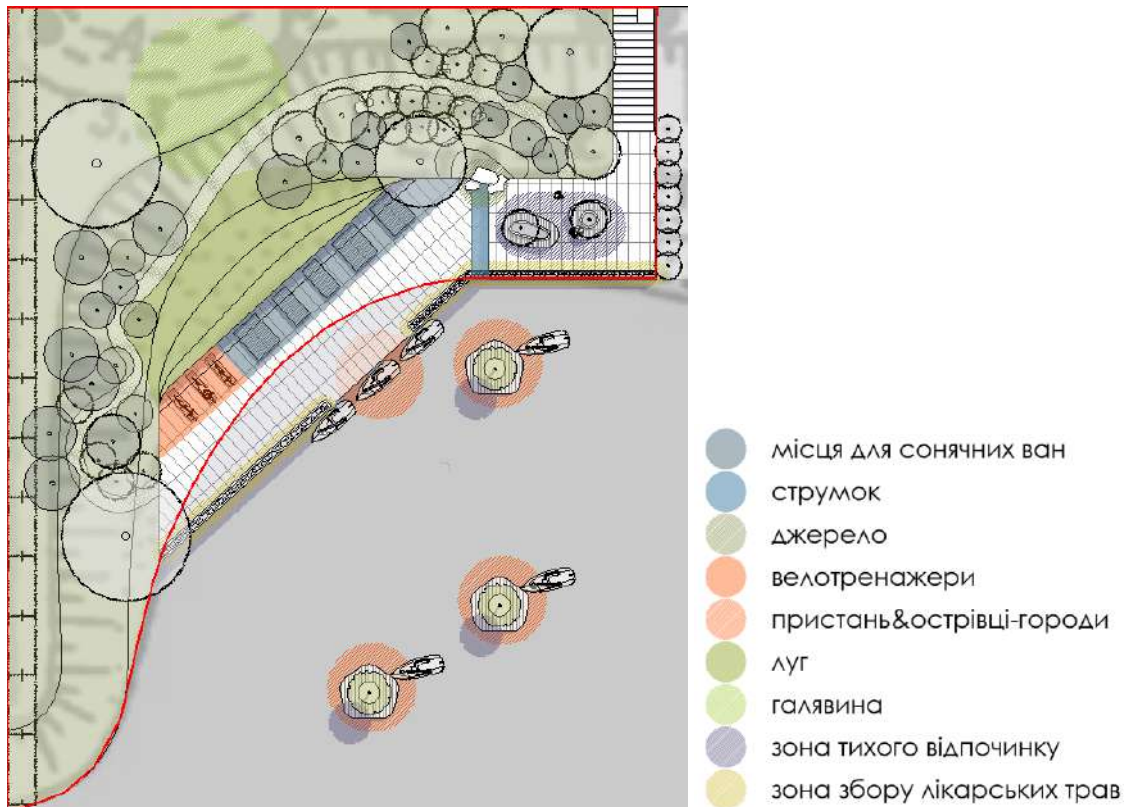 місця для сонячних ван
струмок
джерело
велотренажери
пристань&острівці-городи
луг
галявина
зона тихого відпочинку
зона збору лікарських трав